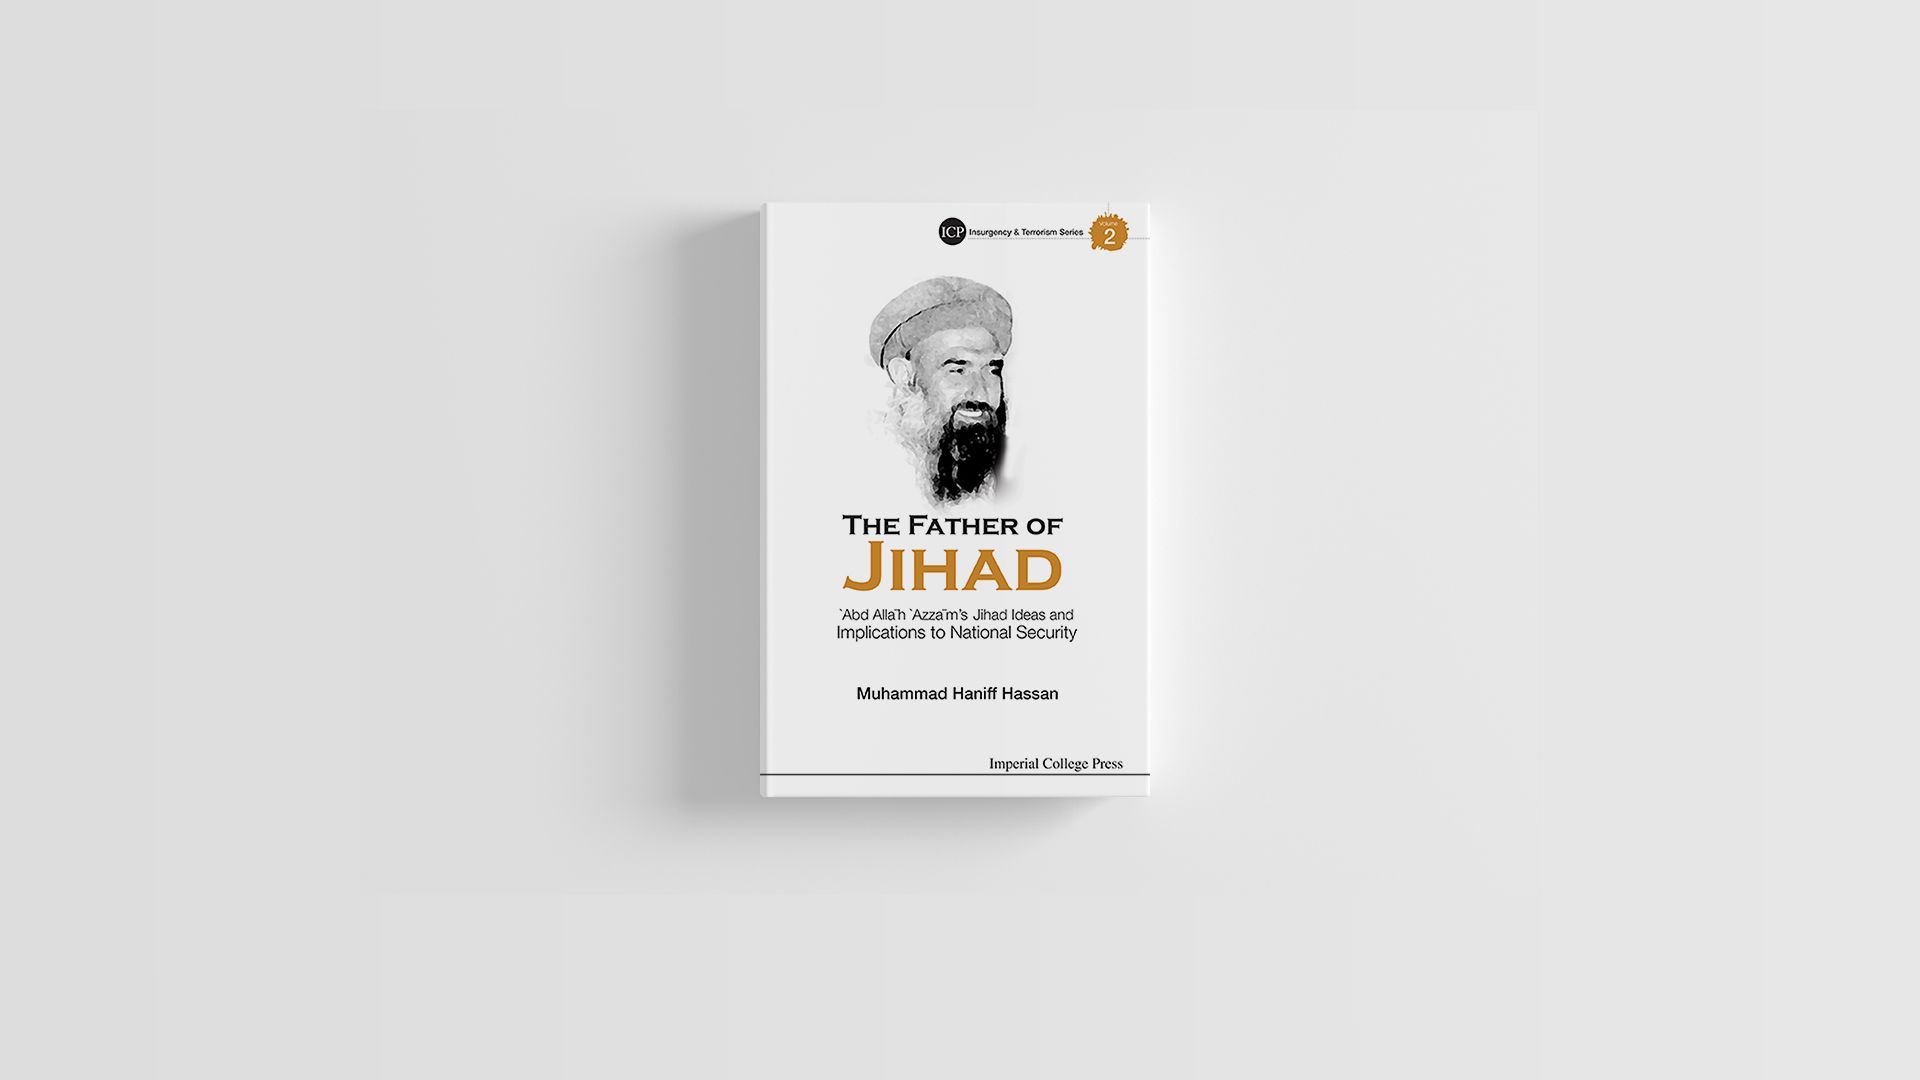 ICP Insurgency & Terrorism Series
Volume
2
THE FATHER OF
JIHAD
`Abd Alla¯h `Azza¯m's Jihad Ideas and
Implications to National Security
Muhammad Haniff Hassan
Imperial College Press